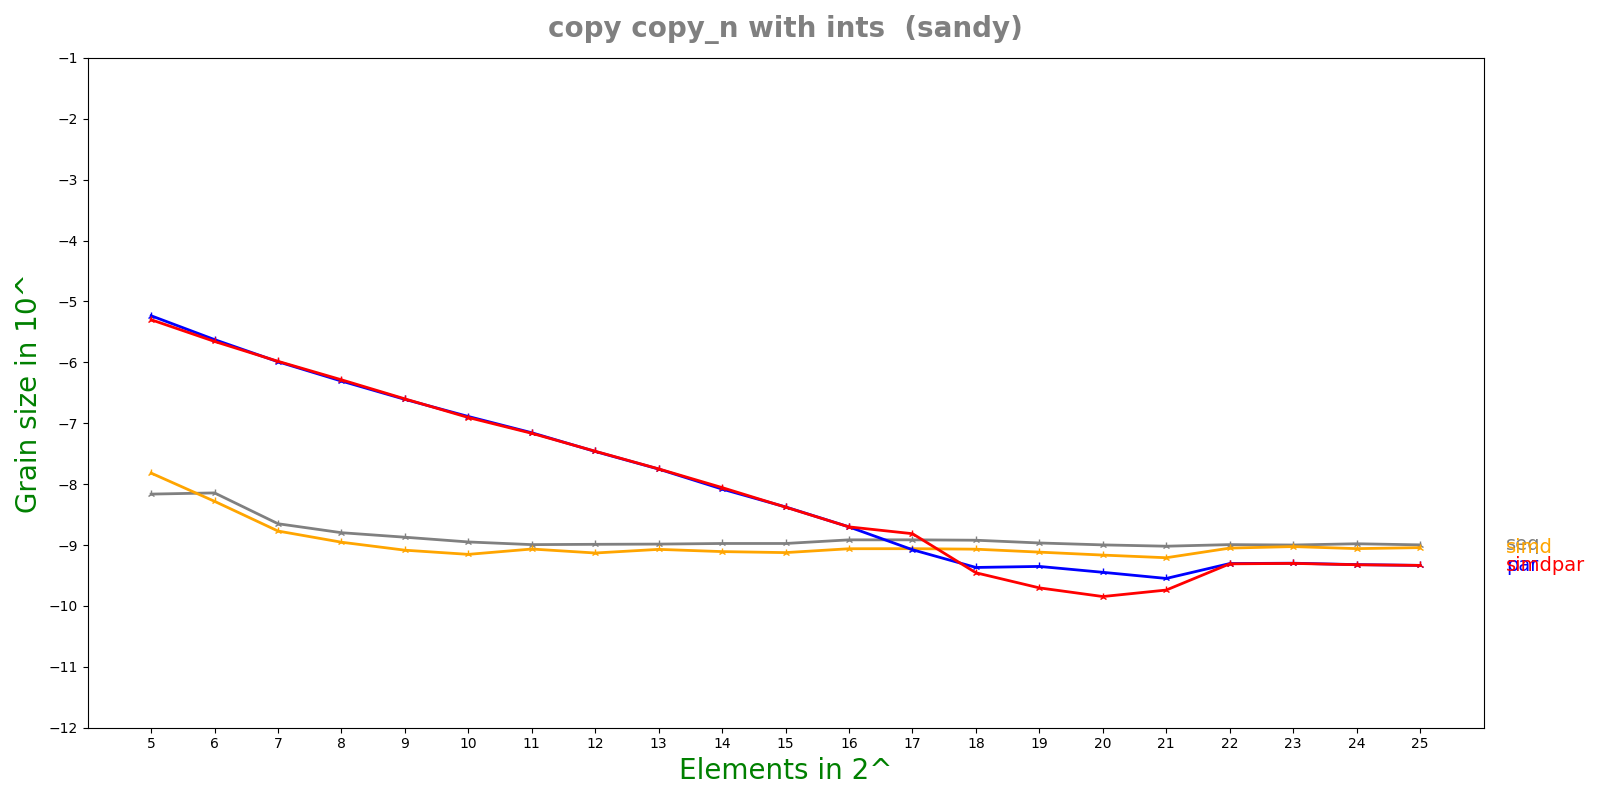 copy copy_n with ints (sandy)
Grain size in 10^
−1
−2
−3
−4
−5
−6
−7
−8
−9
−10
−11
−12
seq
simd
par
simdpar
5 6 7 8 9 10 11 12 13 14 15 16 17 18 19 20 21 22 23 24 25
Elements in 2^